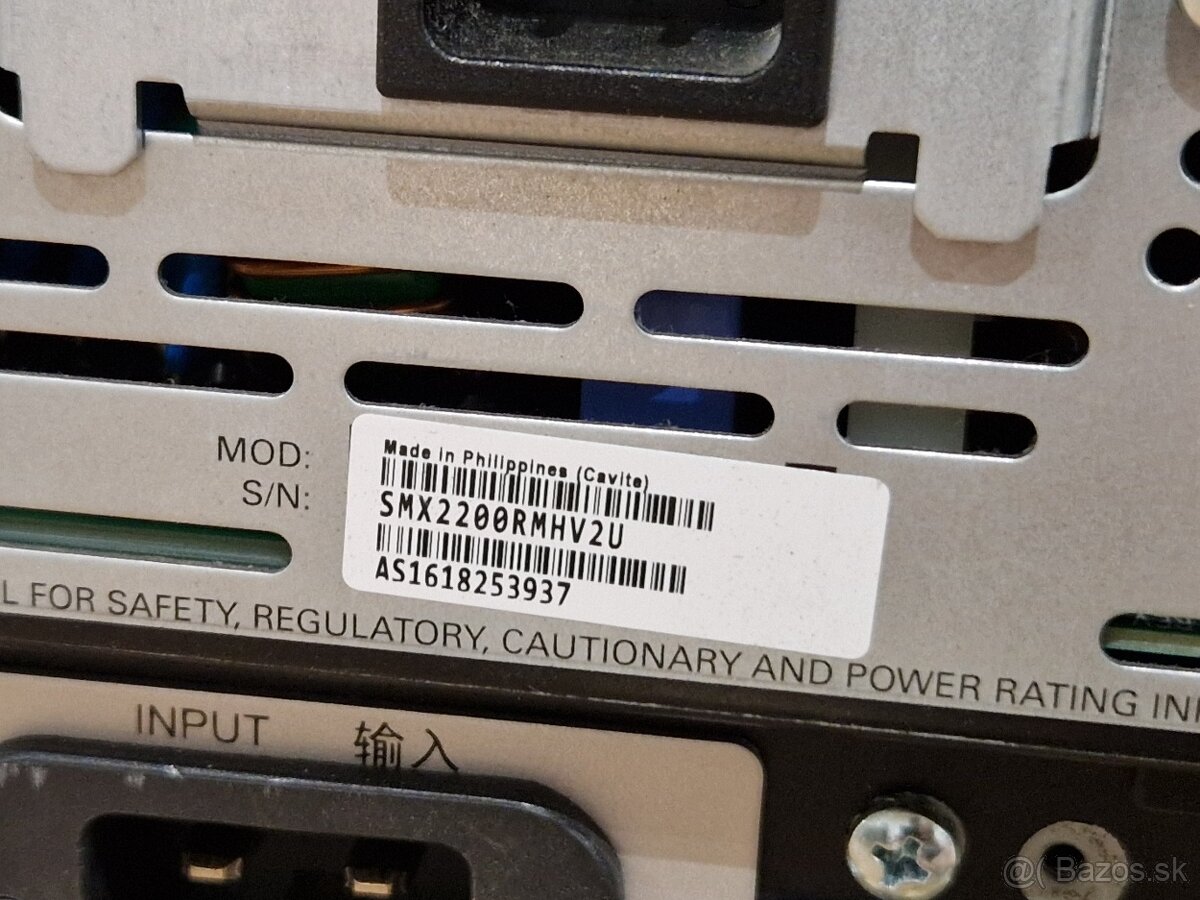 MOD:
S/N:
Made in Philippines (Cavite)
SMX2200RMHV2U
AS1618253937
L FOR SAFETY, REGULATORY, CAUTIONARY AND POWER RATING IN
INPUT 输入
@( Bazos.sk